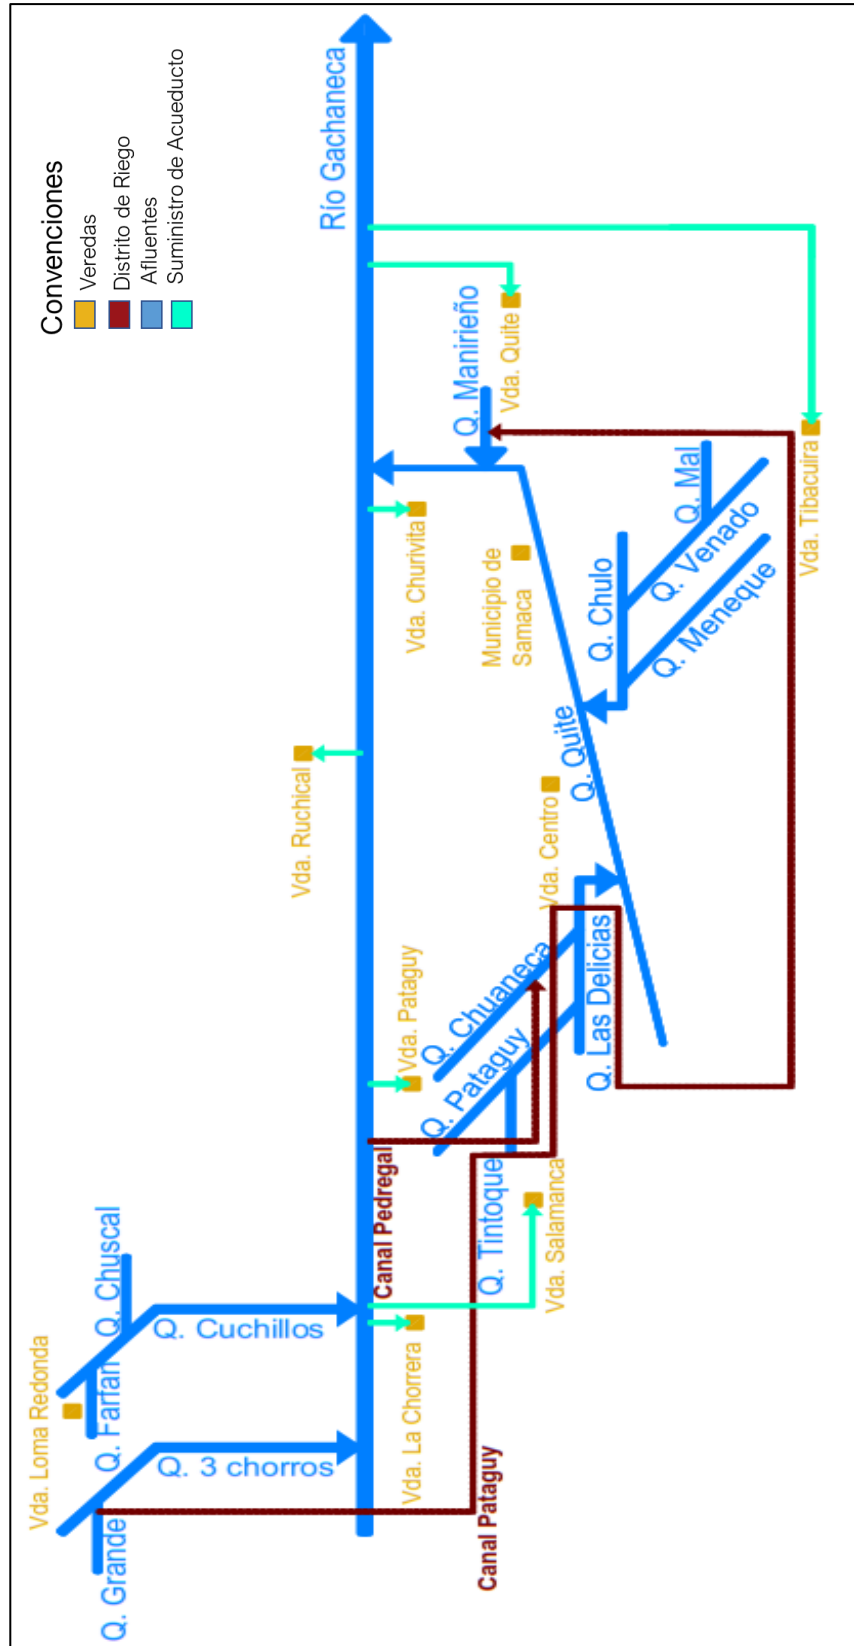 Convenciones
Veredas
Distrito de Riego
Afluentes
Suministro de Acueducto
Río Gachaneca
Vda. Loma Redonda
Q. Grande
Q. Farfan
Q. Chuscal
Q. 3 chorros
Q. Cuchillos
Vda. Ruchical
Canal Pedregal
Vda. La Chorrera
Vda. Pataguy
Vda. Churivita
Canal Pataguy
Q. Tintoque
Q. Pataguy
Q. Chuaneca
Vda. Salamanca
Vda. Centro
Municipio de
Samaca
Q. Manirieño
Vda. Quite
Q. Quite
Q. Las Delicias
Q. Chulo
Q. Meneque
Q. Venado
Q. Mal
Vda. Tibacuira